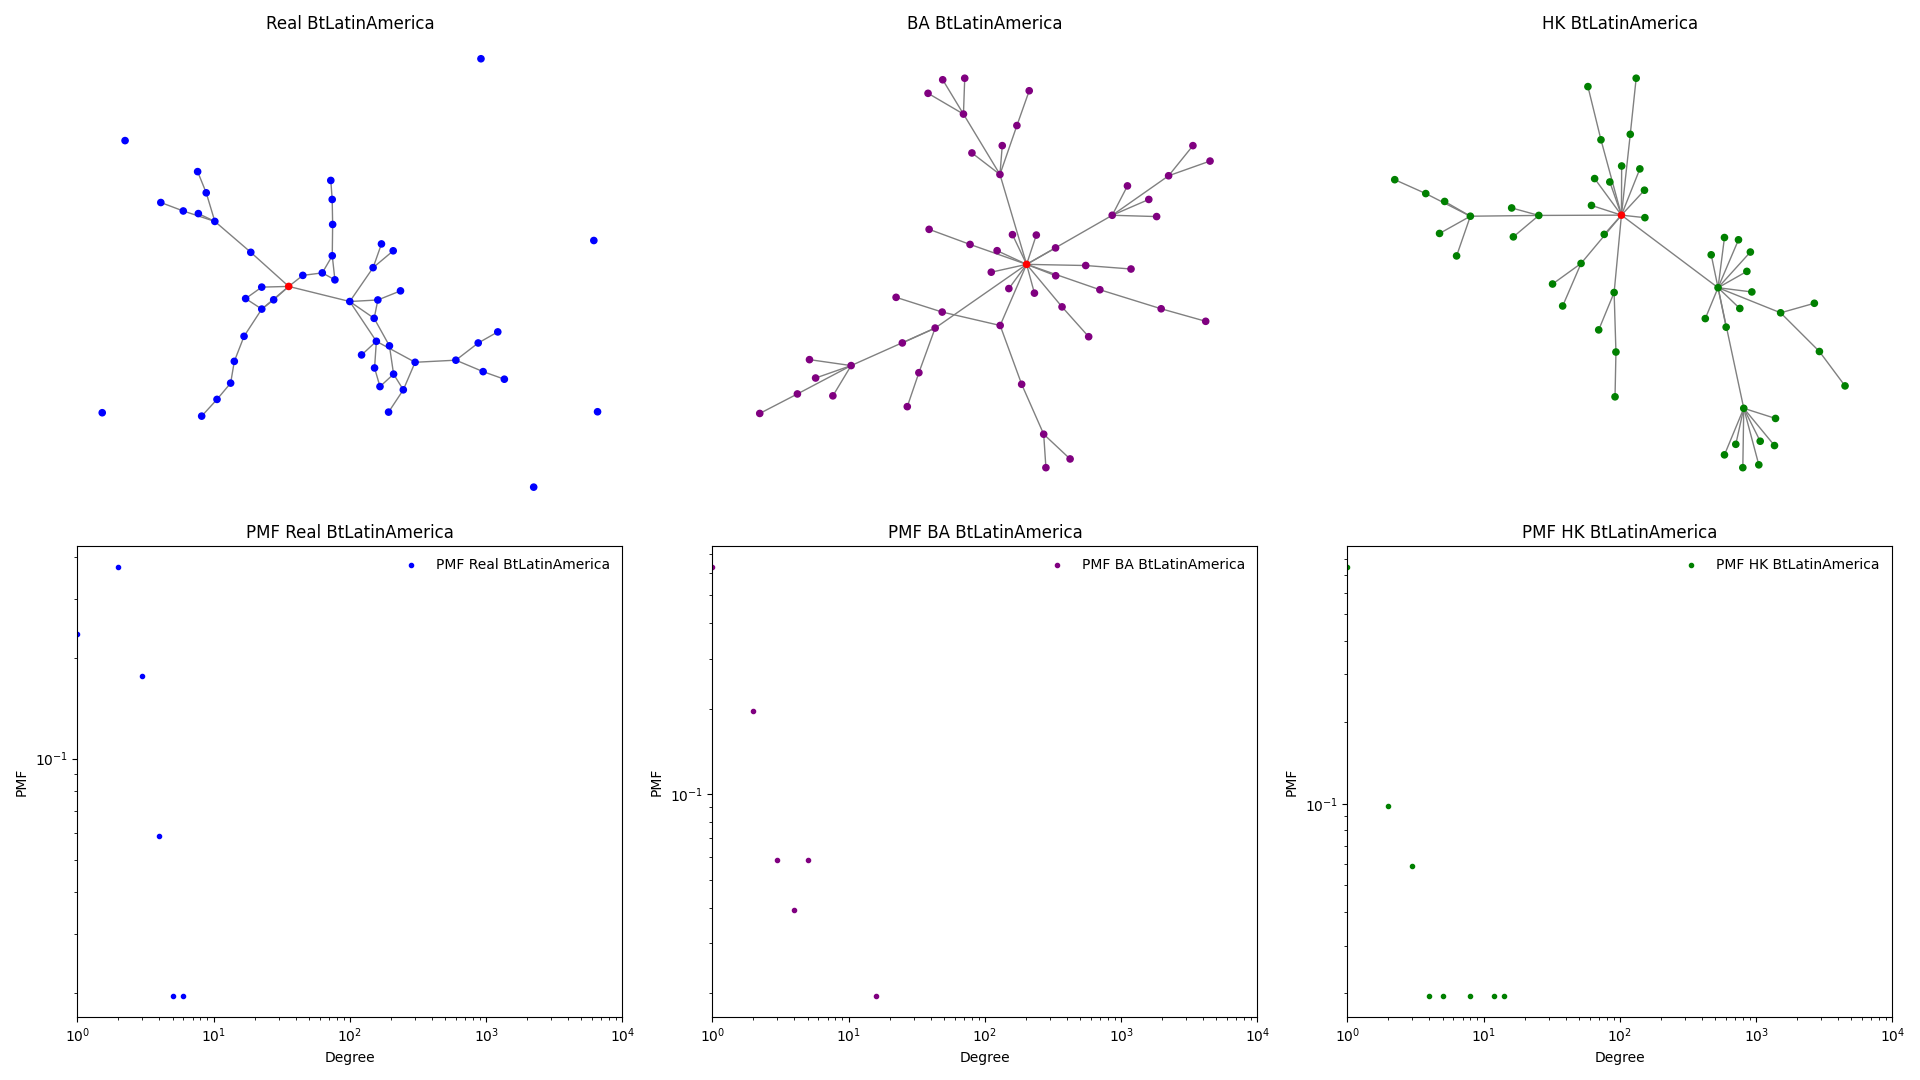 Real BtLatinAmerica
BA BtLatinAmerica
HK BtLatinAmerica
PMF Real BtLatinAmerica
PMF Real BtLatinAmerica
PMF
10⁻¹
10⁰ 10¹ 10² 10³ 10⁴
Degree
PMF BA BtLatinAmerica
PMF BA BtLatinAmerica
PMF
10⁻¹
10⁰ 10¹ 10² 10³ 10⁴
Degree
PMF HK BtLatinAmerica
PMF HK BtLatinAmerica
PMF
10⁻¹
10⁰ 10¹ 10² 10³ 10⁴
Degree